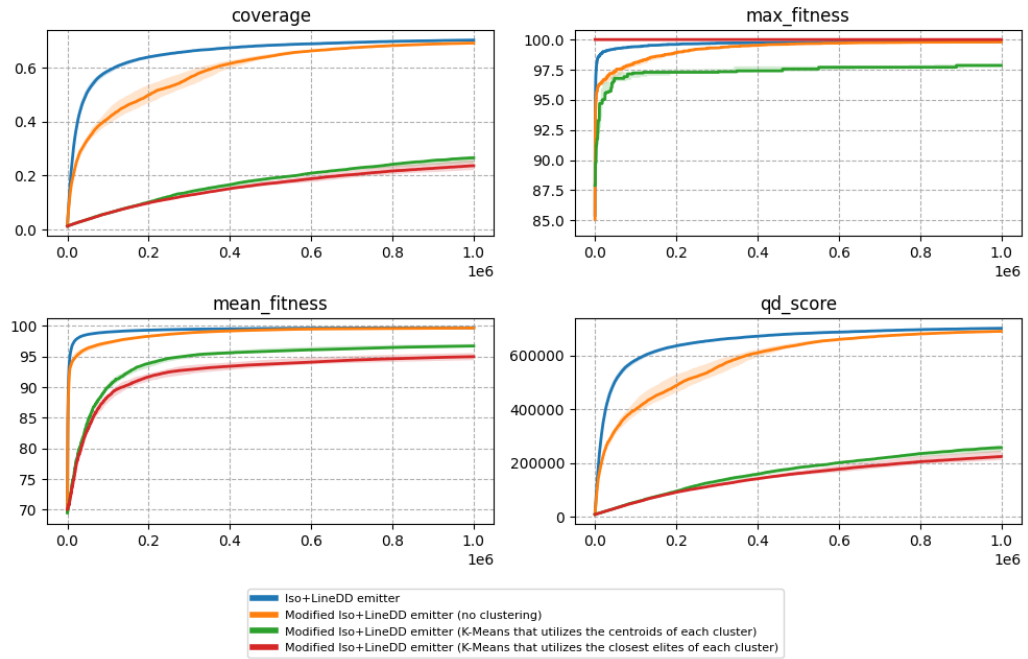 coverage
max_fitness
0.6
0.4
0.2
0.0
0.0 0.2 0.4 0.6 0.8 1.0
1e6
100.0
97.5
95.0
92.5
90.0
87.5
85.0
0.0 0.2 0.4 0.6 0.8 1.0
1e6
mean_fitness
qd_score
100
95
90
85
80
75
70
0.0 0.2 0.4 0.6 0.8 1.0
1e6
600000
400000
200000
0
0.0 0.2 0.4 0.6 0.8 1.0
1e6
Iso+LineDD emitter
Modified Iso+LineDD emitter (no clustering)
Modified Iso+LineDD emitter (K-Means that utilizes the centroids of each cluster)
Modified Iso+LineDD emitter (K-Means that utilizes the closest elites of each cluster)